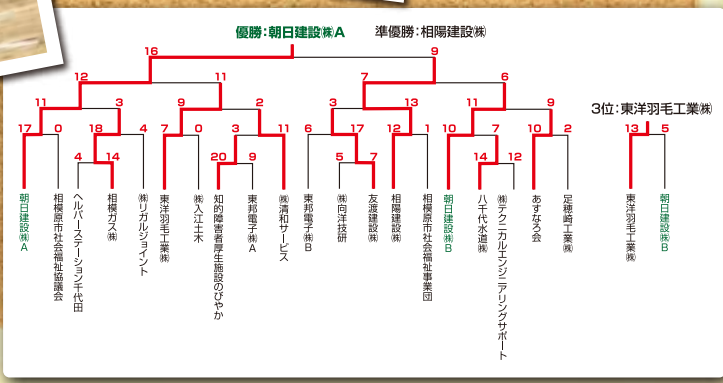 優勝：朝日建設㈱A　準優勝：相陽建設㈱
16　9
12　11　7　6
11　3　9　2　3　13　11　9
3位：東洋羽毛工業㈱
17　0　18　4　7　0　3　11　6　17　12　1　10　7　10　2　13　5
4　14　20　9　5　7　14　12
朝日建設㈱A
相模原市社会福祉協議会
ヘルパーステーション千代田
相模ガス㈱
㈱リガルジョイント
東洋羽毛工業㈱
㈱入江土木
知的障害者厚生施設のびやか
東邦電子㈱A
㈱清和サービス
東邦電子㈱B
㈱向洋技研
友渡建設㈱
相陽建設㈱
相模原市社会福祉事業団
朝日建設㈱B
八千代水道㈱
㈱テクニカルエンジニアリングサポート
あすなろ会
足穂崎工業㈱
東洋羽毛工業㈱
朝日建設㈱B